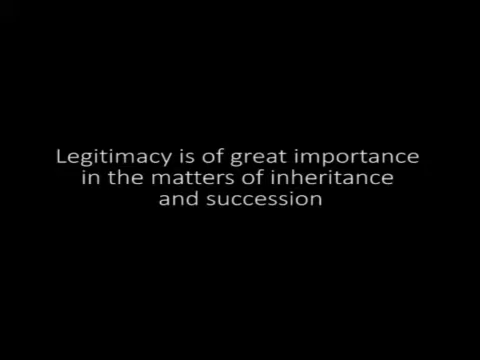 Legitimacy is of great importance
in the matters of inheritance
and succession